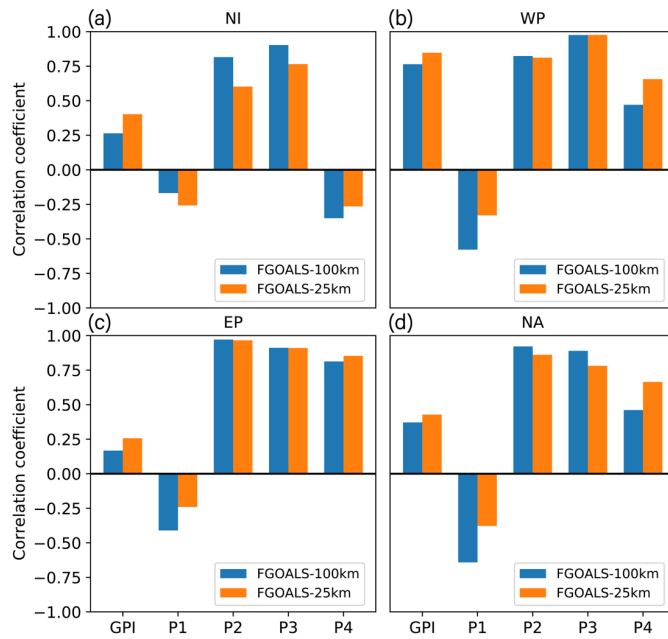 (a) NI
(b) WP
Correlation coefficient
1.00
0.75
0.50
0.25
0.00
−0.25
−0.50
−0.75
−1.00
FGOALS-100km
FGOALS-25km
FGOALS-100km
FGOALS-25km
(c) EP
(d) NA
Correlation coefficient
1.00
0.75
0.50
0.25
0.00
−0.25
−0.50
−0.75
−1.00
FGOALS-100km
FGOALS-25km
FGOALS-100km
FGOALS-25km
GPI P1 P2 P3 P4
GPI P1 P2 P3 P4